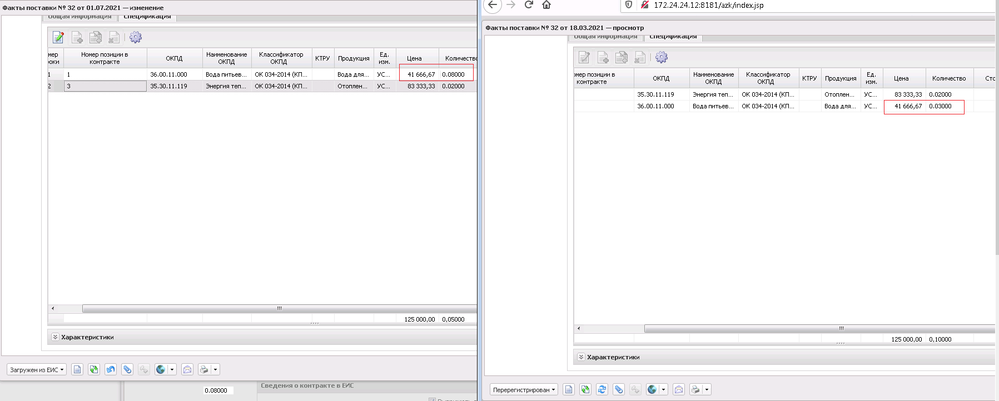 Факты поставки № 32 от 01.07.2021 — изменение
Общая информация Спецификация
мер
оки
Номер позиции в
контракте
ОКПД
Наименование
ОКПД
Классификатор
ОКПД
КТРУ
Продукция
Ед.
изм.
Цена
Количество
1 1 36.00.11.000 Вода питьев... ОК 034-2014 (КП... Вода для... УС... 41 666,67 0.08000
2 3 35.30.11.119 Энергия теп... ОК 034-2014 (КП... Отоплен... УС... 83 333,33 0.02000
125 000,00 0,05000
Характеристики
Загружен из ЕИС
0.08000
Сведения о контракте в ЕИС
172.24.24.12:8181/azk/index.jsp
Факты поставки № 32 от 18.03.2021 — просмотр
Общая информация Спецификация
мер позиции в
контракте
ОКПД
Наименование
ОКПД
Классификатор
ОКПД
КТРУ
Продукция
Ед.
изм.
Цена
Количество
Сто
35.30.11.119 Энергия теп... ОК 034-2014 (КП... Отоплен... УС... 83 333,33 0.02000
36.00.11.000 Вода питьев... ОК 034-2014 (КП... Вода для... УС... 41 666,67 0.03000
125 000,00 0,10000
Характеристики
Перерегистрирован